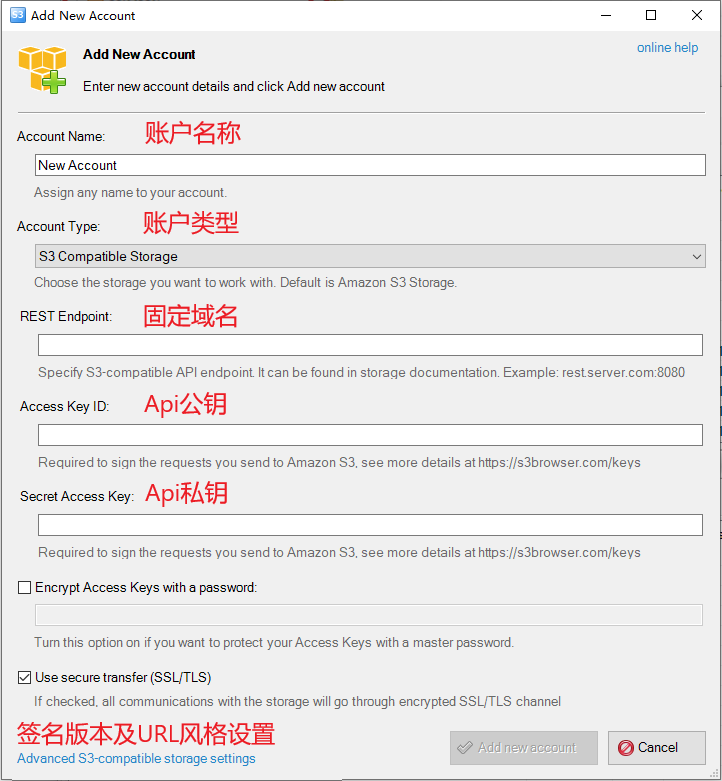 S3 Add New Account
Add New Account
online help
Enter new account details and click Add new account
Account Name: 账户名称
New Account
Assign any name to your account.
Account Type: 账户类型
S3 Compatible Storage
Choose the storage you want to work with. Default is Amazon S3 Storage.
REST Endpoint: 固定域名
Specify S3-compatible API endpoint. It can be found in storage documentation. Example: rest.server.com:8080
Access Key ID: Api公钥
Required to sign the requests you send to Amazon S3, see more details at https://s3browser.com/keys
Secret Access Key: Api私钥
Required to sign the requests you send to Amazon S3, see more details at https://s3browser.com/keys
Encrypt Access Keys with a password:
Turn this option on if you want to protect your Access Keys with a master password.
Use secure transfer (SSL/TLS)
If checked, all communications with the storage will go through encrypted SSL/TLS channel
签名版本及URL风格设置
Advanced S3-compatible storage settings
Add new account
Cancel